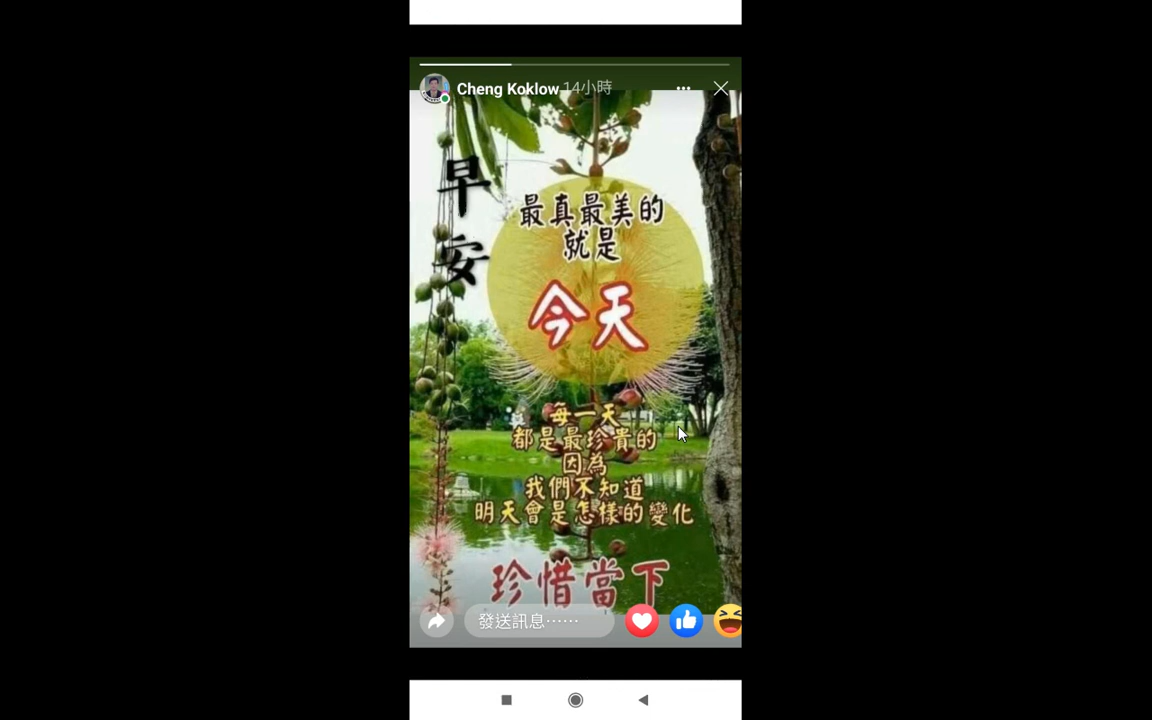 Cheng Koklow 14小時
早安
最真最美的
就是
今天
每一天
都是最珍貴的
因為
我們不知道
明天會是怎樣的變化
珍惜當下
發送訊息……